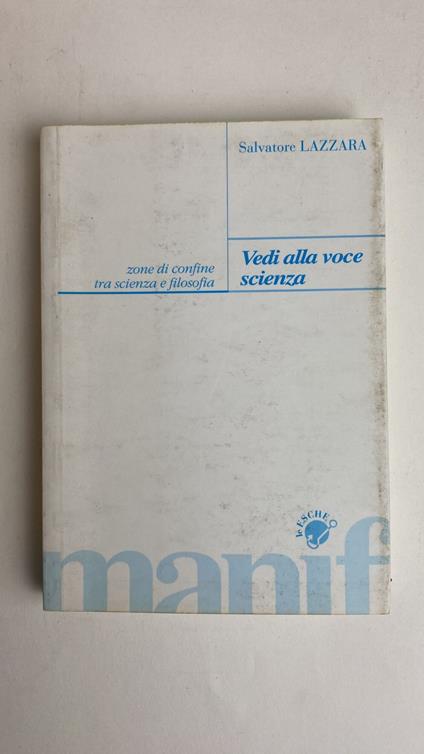 Salvatore LAZZARA
zone di confine
tra scienza e filosofia
Vedi alla voce
scienza
le ESCHE
manif